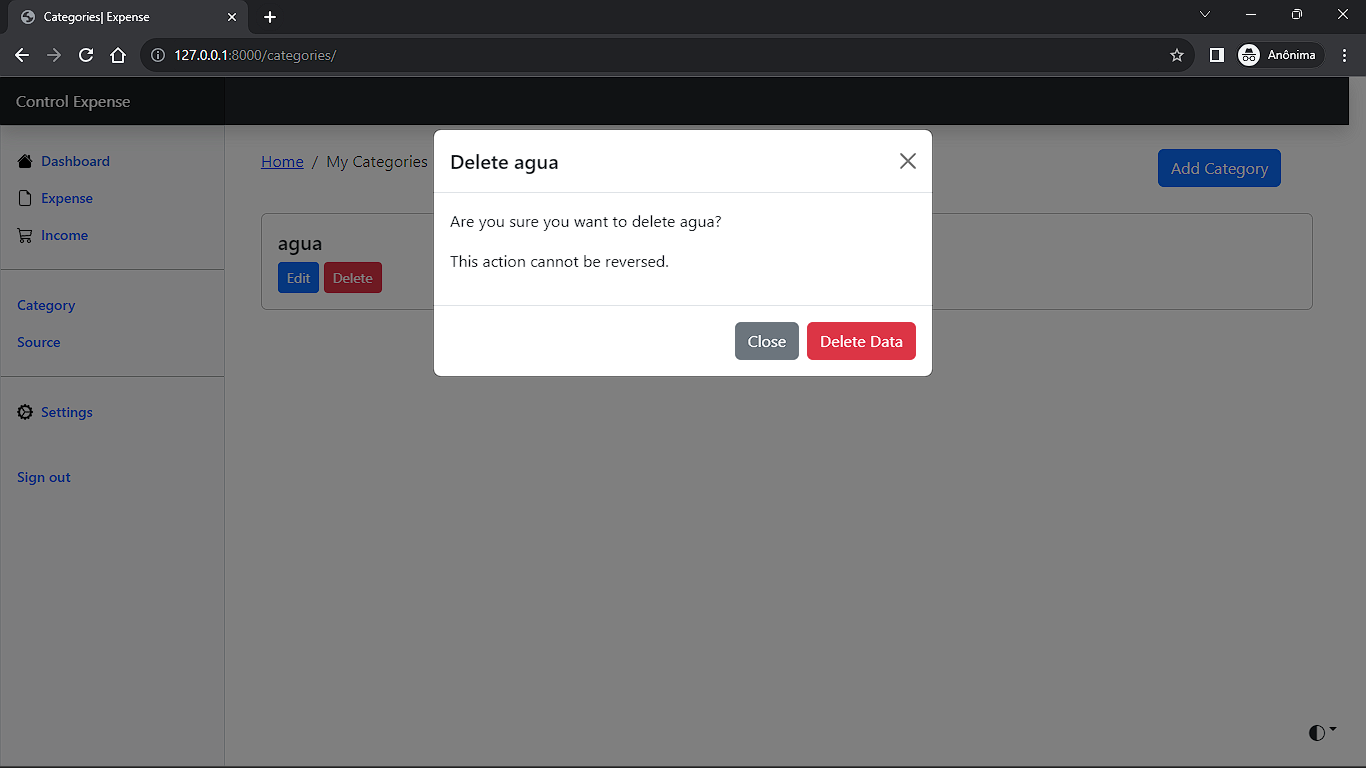 Categories| Expense
127.0.0.1:8000/categories/
Anônima
Control Expense
Dashboard
Expense
Income
Category
Source
Settings
Sign out
Home / My Categories
Add Category
agua
Edit Delete
Delete agua
Are you sure you want to delete agua?
This action cannot be reversed.
Close Delete Data